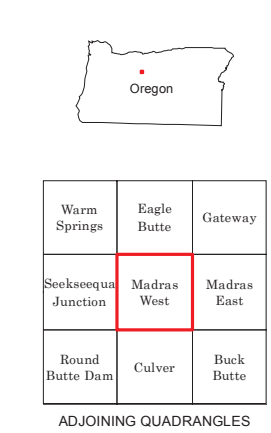 Oregon
Warm
Springs
Eagle
Butte
Gateway
Seekseequa
Junction
Madras
West
Madras
East
Round
Butte Dam
Culver
Buck
Butte
ADJOINING QUADRANGLES